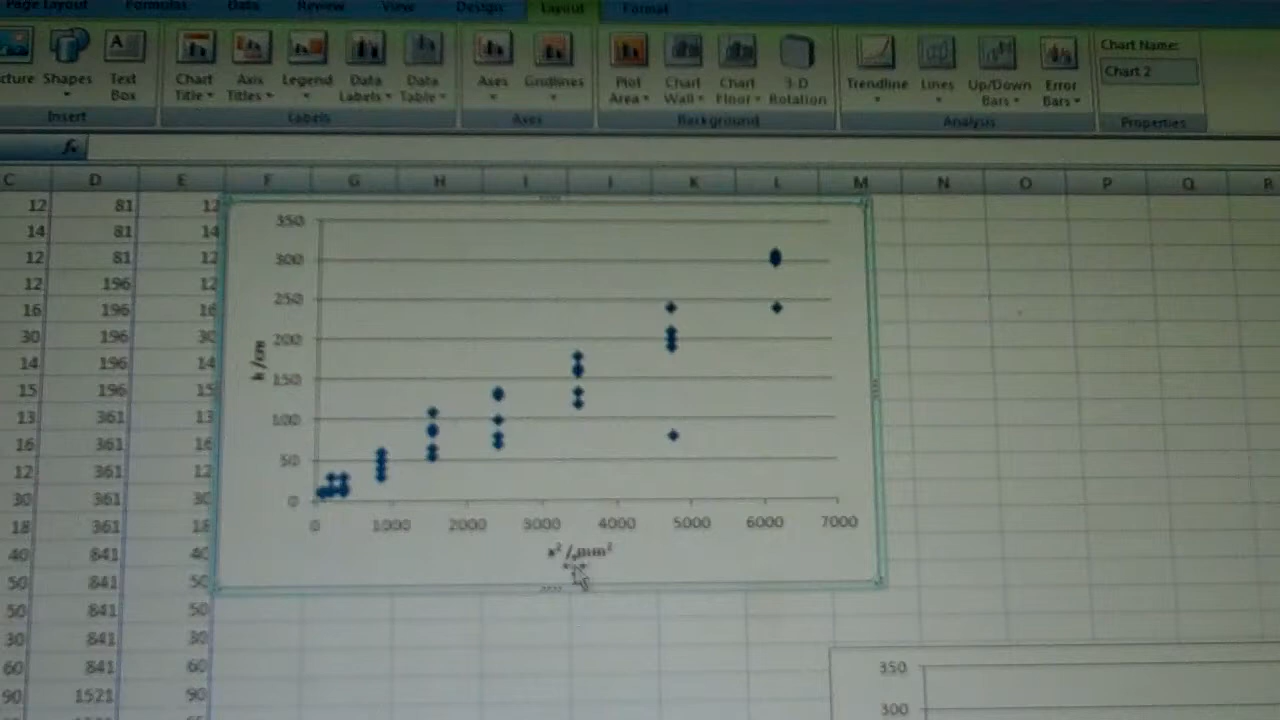 Page Layout Formulas Data Review View Design Layout Format
Shapes Text Box Chart Title Axis Titles Legend Data Labels Data Table Axes Gridlines Plot Area Chart Wall Chart Floor 3-D Rotation Trendline Lines Up/Down Bars Error Bars Chart Name:
Chart 2
Insert Labels Axes Background Analysis Properties
fx
C D E F G H I J K L M N O P Q R
12 81 12
14 81 14
12 81 12
12 196 12
16 196 16
30 196 30
14 196 14
15 196 15
13 361 13
16 361 16
12 361 12
30 361 30
18 361 18
40 841 40
50 841 50
50 841 50
30 841 30
60 841 60
90 1521 90
350
300
250
200
150
100
50
0
h /cm
0 1000 2000 3000 4000 5000 6000 7000
x² / mm²
350
300